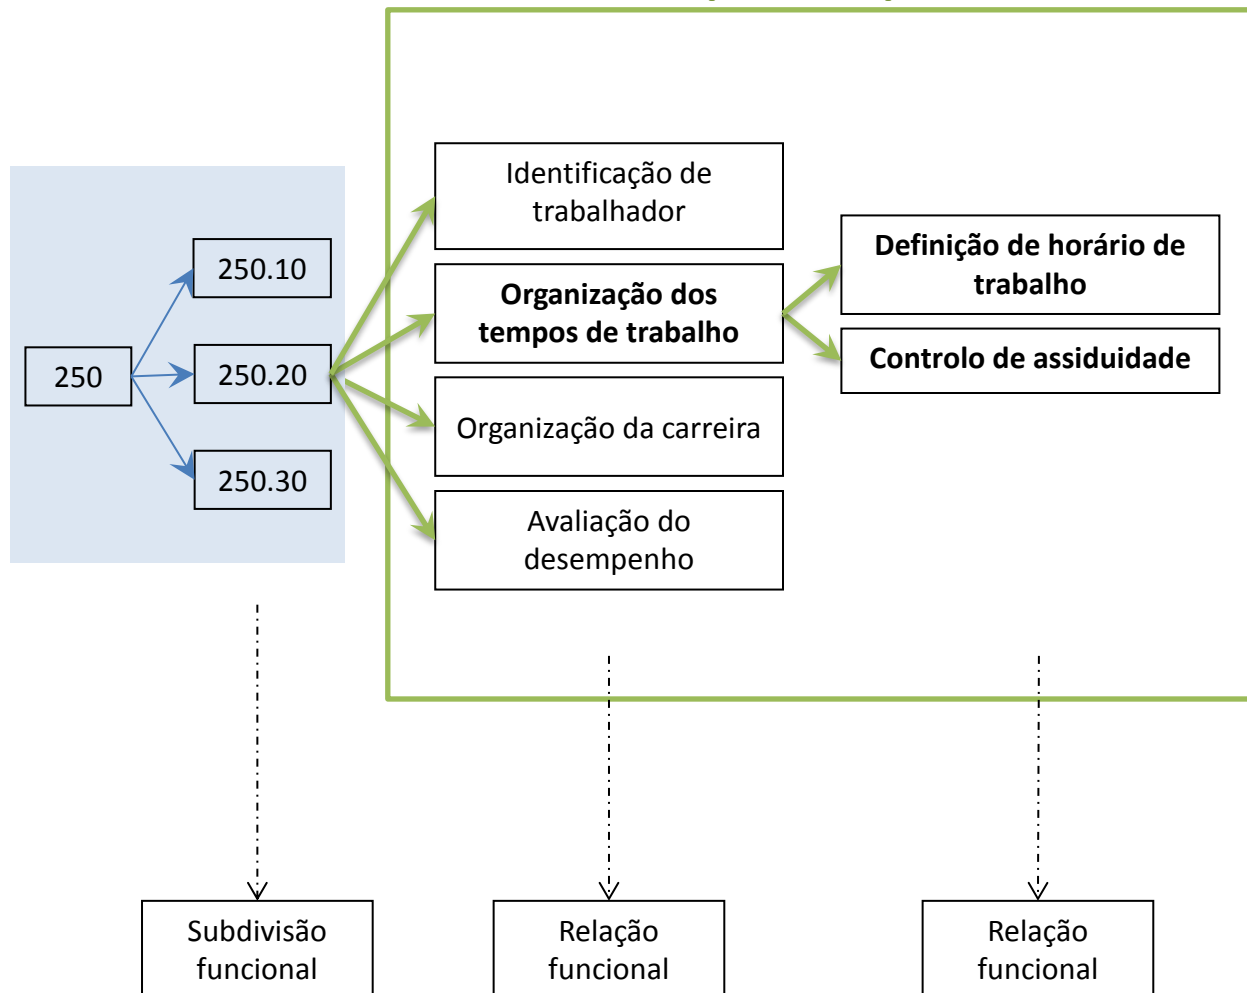 250
250.10
250.20
250.30
Identificação de
trabalhador
Organização dos
tempos de trabalho
Organização da carreira
Avaliação do
desempenho
Definição de horário de
trabalho
Controlo de assiduidade
Subdivisão
funcional
Relação
funcional
Relação
funcional